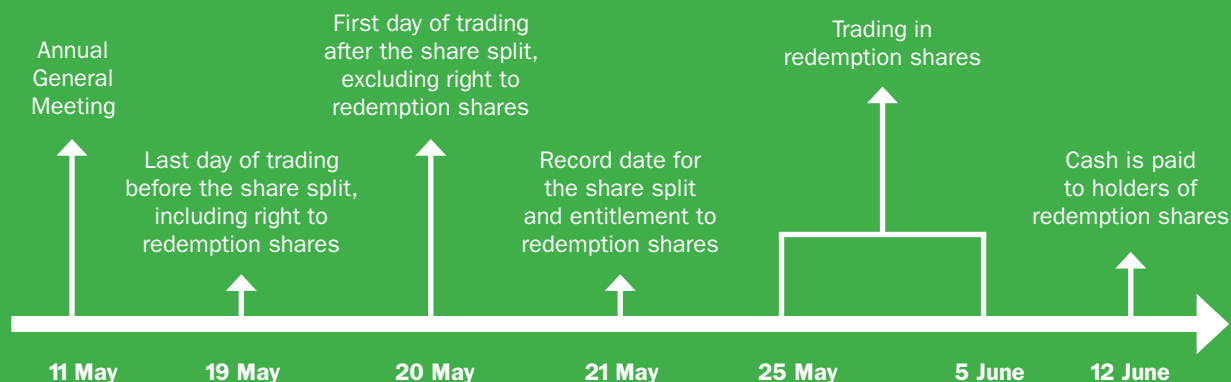 Annual
General
Meeting
Last day of trading
before the share split,
including right to
redemption shares
First day of trading
after the share split,
excluding right to
redemption shares
Record date for
the share split
and entitlement to
redemption shares
Trading in
redemption shares
Cash is paid
to holders of
redemption shares
11 May
19 May
20 May
21 May
25 May
5 June
12 June